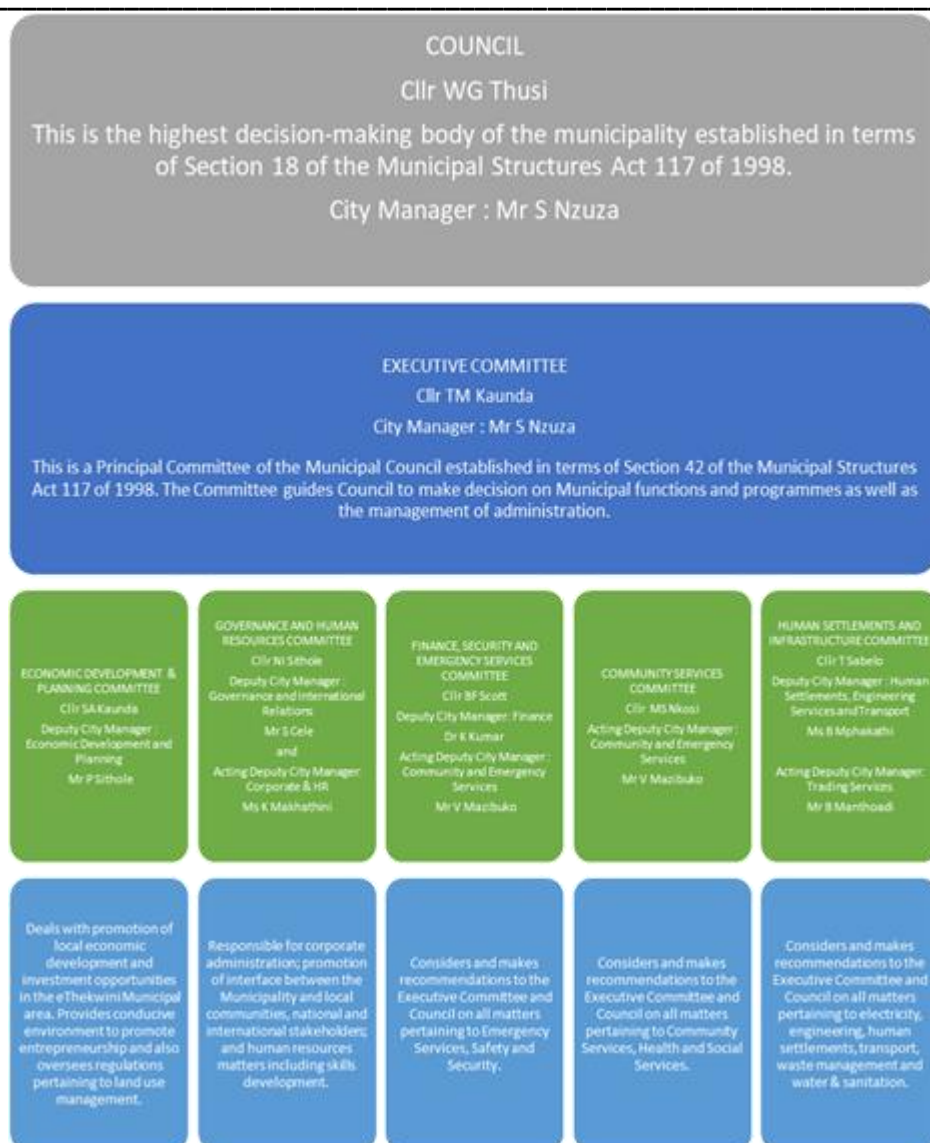 COUNCIL
Cllr WG Thusi
This is the highest decision-making body of the municipality established in terms
of Section 18 of the Municipal Structures Act 117 of 1998.
City Manager : Mr S Nzuza
EXECUTIVE COMMITTEE
Cllr TM Kaunda
City Manager : Mr S Nzuza
This is a Principal Committee of the Municipal Council established in terms of Section 42 of the Municipal Structures
Act 117 of 1998. The Committee guides Council to make decision on Municipal functions and programmes as well as
the management of administration.
ECONOMIC DEVELOPMENT &
PLANNING COMMITTEE
Cllr SA Kaunda
Deputy City Manager :
Economic Development and
Planning
Mr P Sithole
GOVERNANCE AND HUMAN
RESOURCES COMMITTEE
Cllr NI Sithole
Deputy City Manager :
Governance and International
Relations
Mr S Cele
and
Acting Deputy City Manager:
Corporate & HR
Ms K Makhathini
FINANCE, SECURITY AND
EMERGENCY SERVICES
COMMITTEE
Cllr BF Scott
Deputy City Manager: Finance
Dr K Kumar
Acting Deputy City Manager :
Community and Emergency
Services
Mr V Mazibuko
COMMUNITY SERVICES
COMMITTEE
Cllr MS Nkosi
Acting Deputy City Manager :
Community and Emergency
Services
Mr V Mazibuko
HUMAN SETTLEMENTS AND
INFRASTRUCTURE COMMITTEE
Cllr T Sabelo
Deputy City Manager : Human
Settlements, Engineering
Services and Transport
Ms B Mphakathi
Acting Deputy City Manager:
Trading Services
Mr B
Deals with promotion of
local economic
development and
investment opportunities
in the eThekwini Municipal
area. Provides conducive
environment to promote
entrepreneurship and also
oversees regulations
pertaining to land use
management.
Responsible for corporate
administration; promotion
of interface between the
Municipality and local
communities, national and
international stakeholders;
and human resources
matters including skills
development.
Considers and makes
recommendations to the
Executive Committee and
Council on all matters
pertaining to Emergency
Services, Safety and
Security.
Considers and makes
recommendations to the
Executive Committee and
Council on all matters
pertaining to Community
Services, Health and Social
Services.
Considers and makes
recommendations to the
Executive Committee and
Council on all matters
pertaining to electricity,
engineering, human
settlements, transport,
waste management and
water & sanitation.